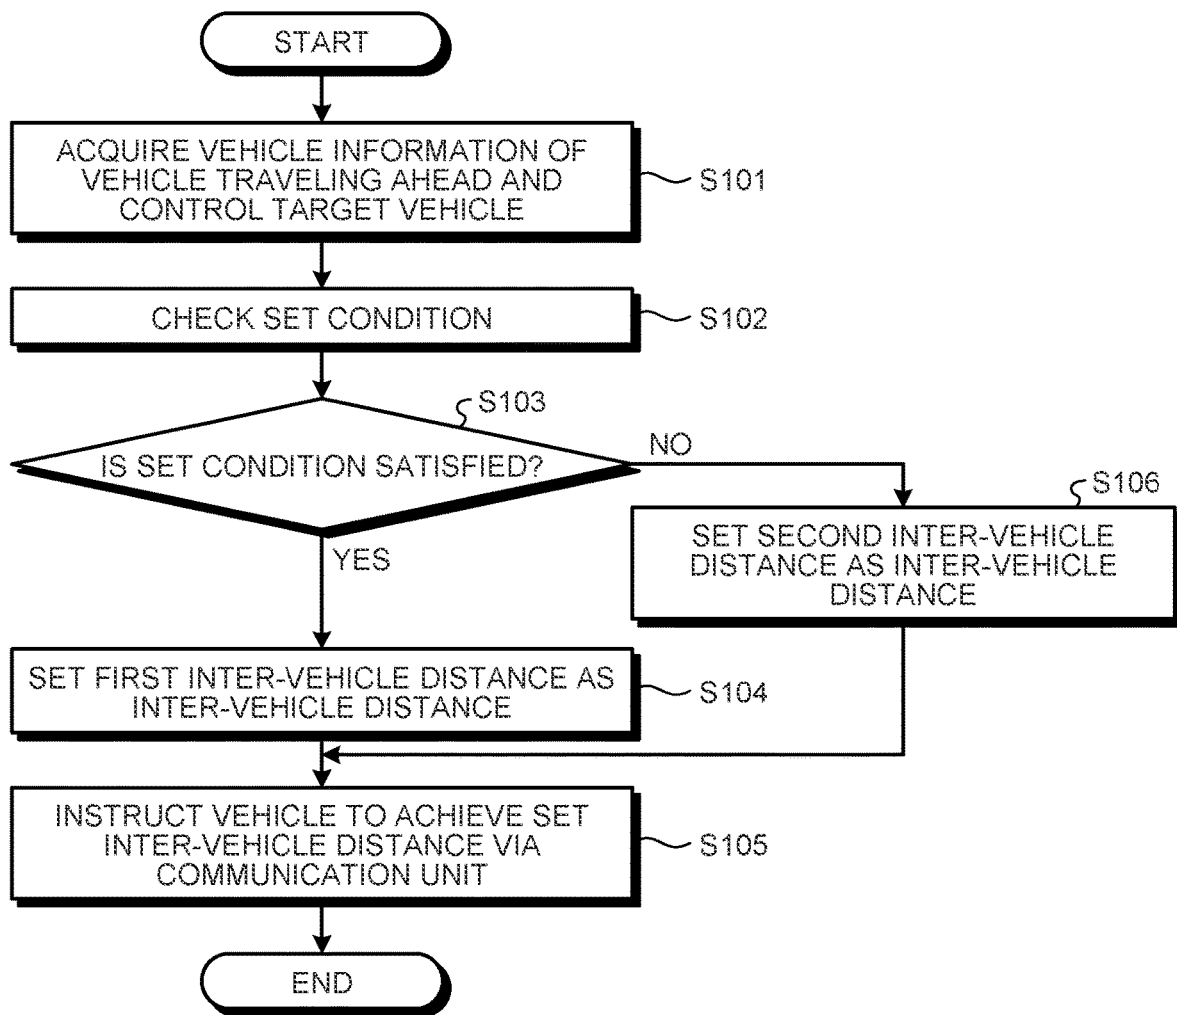 START
ACQUIRE VEHICLE INFORMATION OF
VEHICLE TRAVELING AHEAD AND
CONTROL TARGET VEHICLE
S101
CHECK SET CONDITION
S102
S103
IS SET CONDITION SATISFIED?
NO
YES
S106
SET SECOND INTER-VEHICLE
DISTANCE AS INTER-VEHICLE
DISTANCE
SET FIRST INTER-VEHICLE DISTANCE AS
INTER-VEHICLE DISTANCE
S104
INSTRUCT VEHICLE TO ACHIEVE SET
INTER-VEHICLE DISTANCE VIA
COMMUNICATION UNIT
S105
END